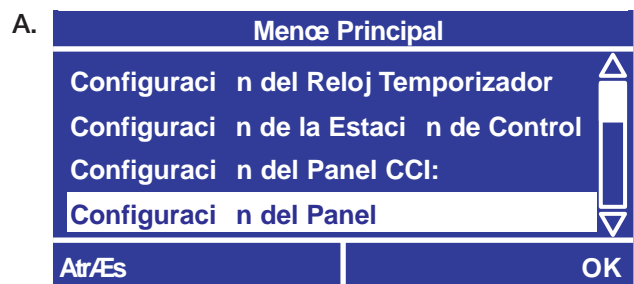 A.
Menœ Principal
Configuraci n del Reloj Temporizador
Configuraci n de la Estaci n de Control
Configuraci n del Panel CCI:
Configuraci n del Panel
AtrÆs OK